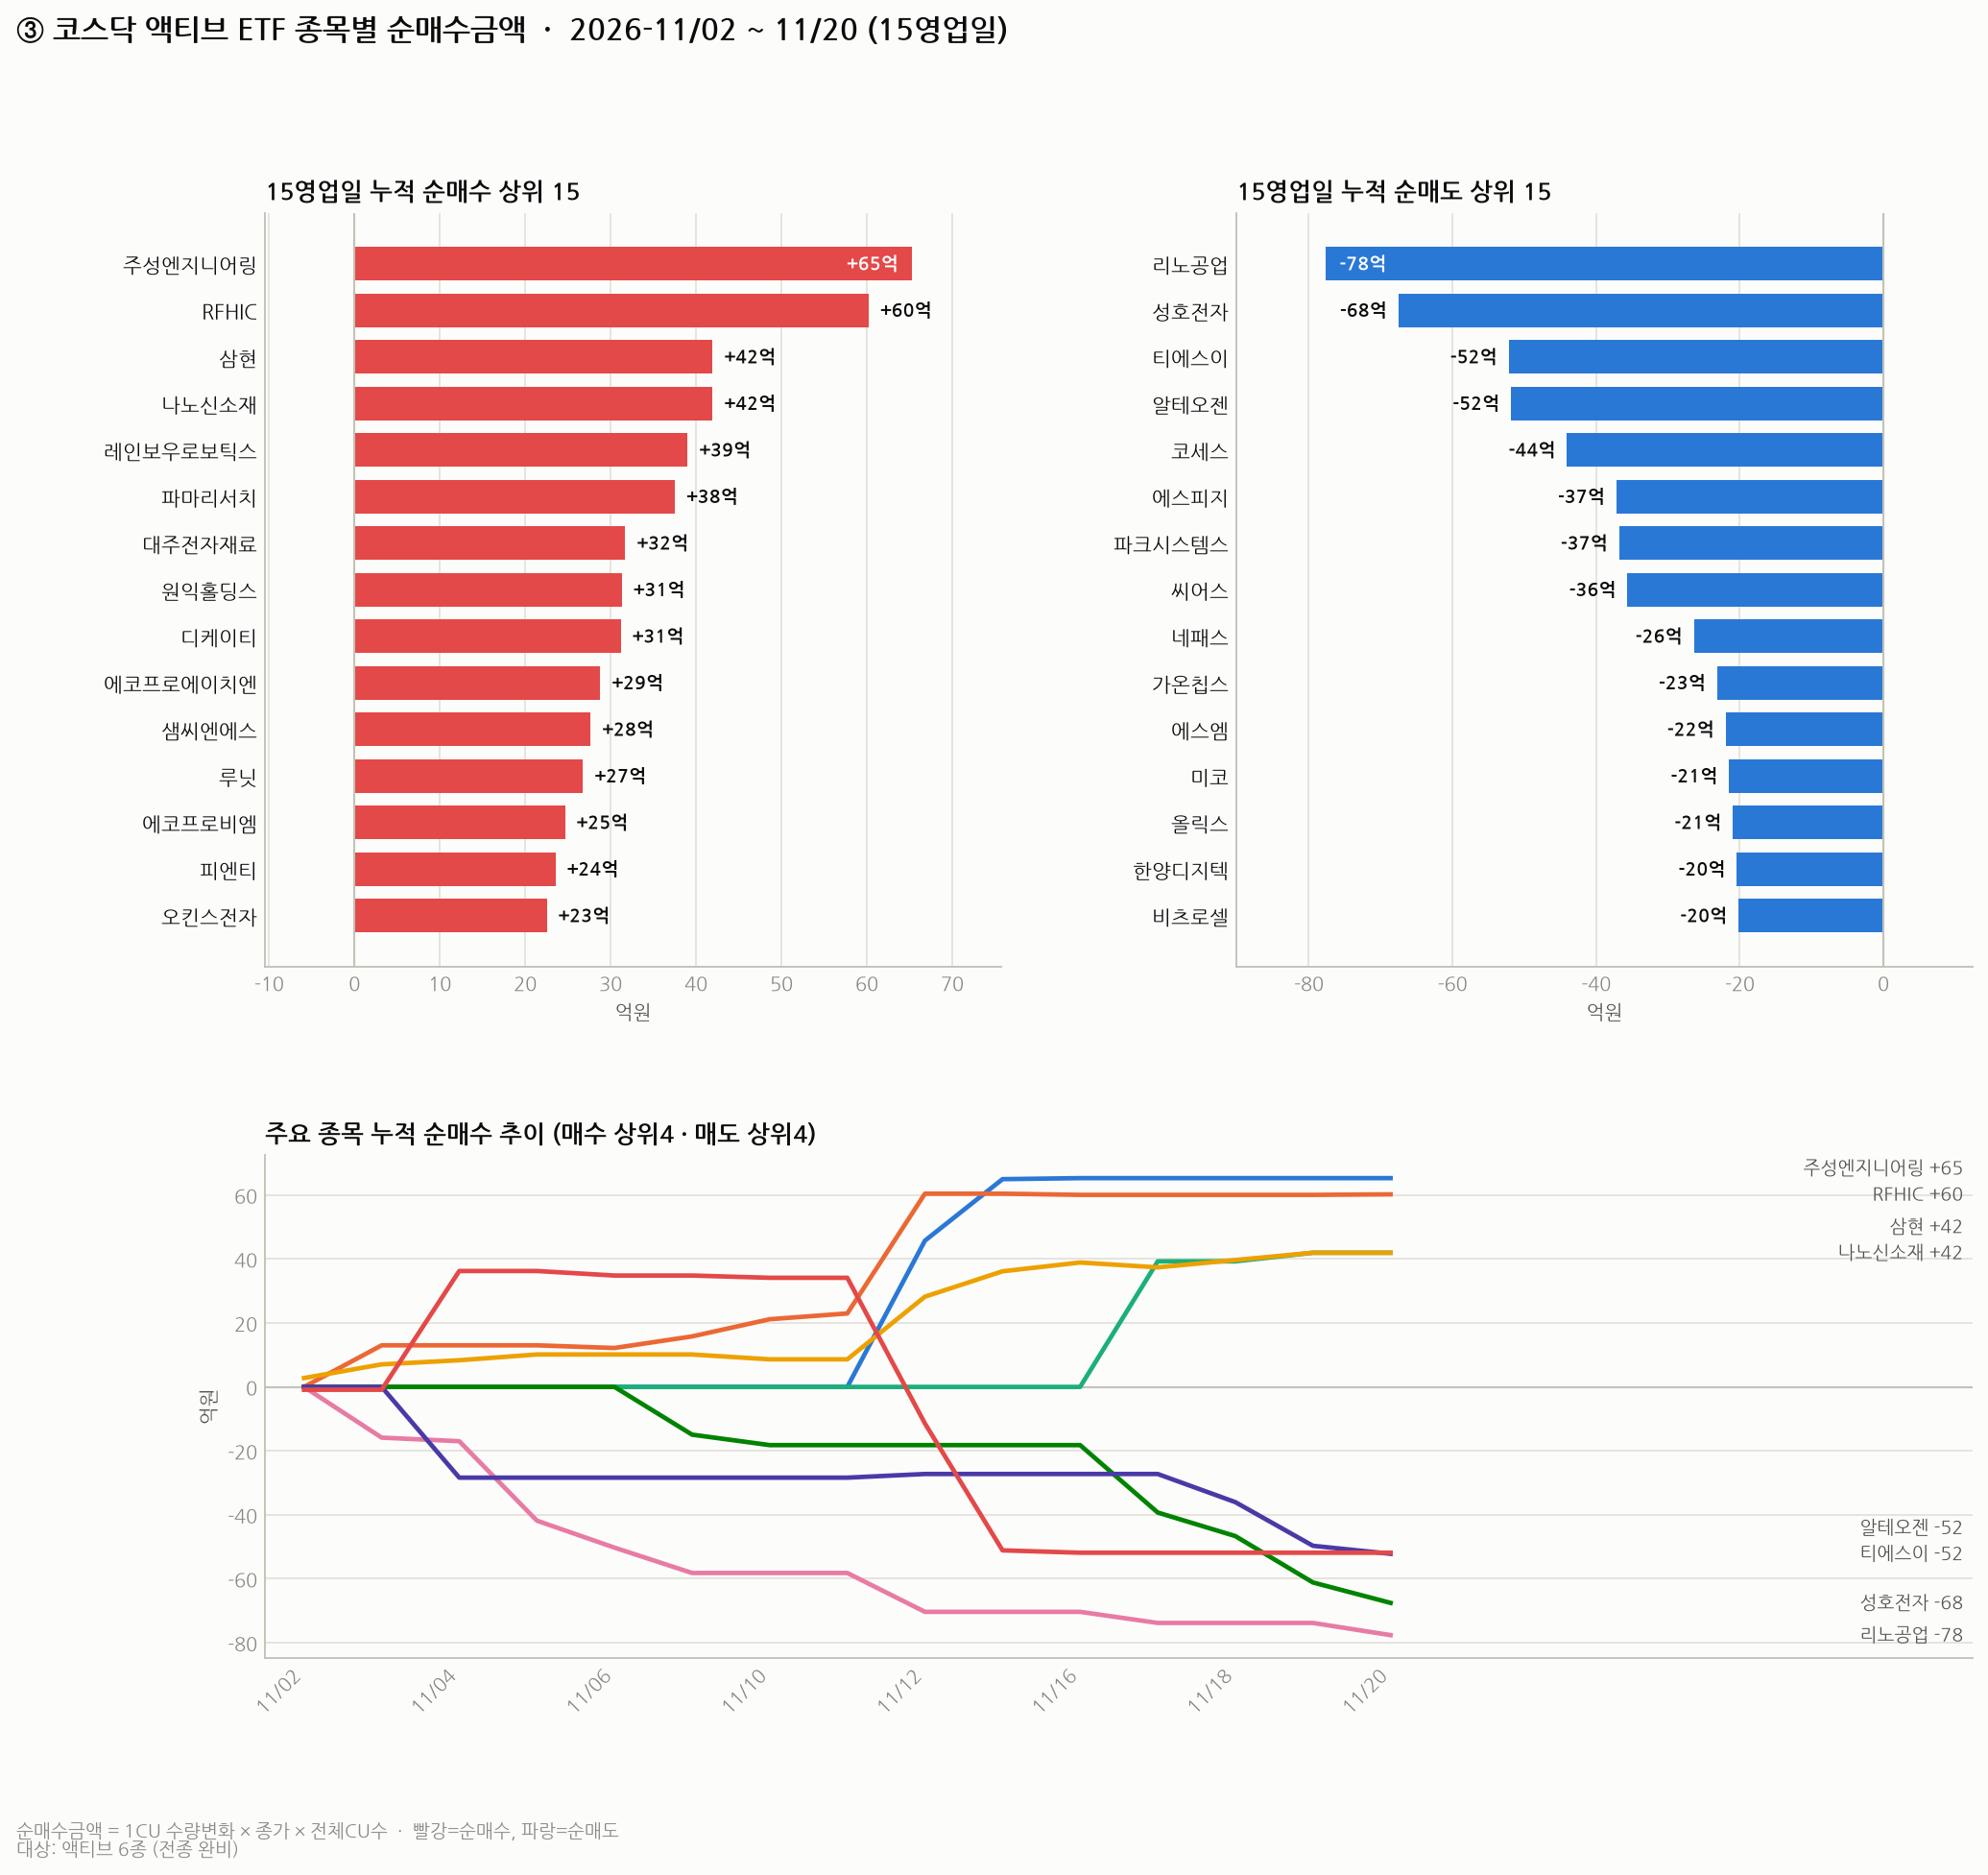 ③ 코스닥 액티브 ETF 종목별 순매수금액 · 2026-11/02 ~ 11/20 (15영업일)
15영업일 누적 순매수 상위 15
주성엔지니어링 +65억
RFHIC +60억
삼현 +42억
나노신소재 +42억
레인보우로보틱스 +39억
파마리서치 +38억
대주전자재료 +32억
원익홀딩스 +31억
디케이티 +31억
에코프로에이치엔 +29억
샘씨엔에스 +28억
루닛 +27억
에코프로비엠 +25억
피엔티 +24억
오킨스전자 +23억
-10 0 10 20 30 40 50 60 70
억원
15영업일 누적 순매도 상위 15
리노공업 -78억
성호전자 -68억
티에스이 -52억
알테오젠 -52억
코세스 -44억
에스피지 -37억
파크시스템스 -37억
씨어스 -36억
네패스 -26억
가온칩스 -23억
에스엠 -22억
미코 -21억
올릭스 -21억
한양디지텍 -20억
비츠로셀 -20억
-80 -60 -40 -20 0
억원
주요 종목 누적 순매수 추이 (매수 상위4 · 매도 상위4)
억원
60
40
20
0
-20
-40
-60
-80
주성엔지니어링 +65
RFHIC +60
삼현 +42
나노신소재 +42
알테오젠 -52
티에스이 -52
성호전자 -68
리노공업 -78
11/02 11/04 11/06 11/10 11/12 11/16 11/18 11/20
순매수금액 = 1CU 수량변화 × 종가 × 전체CU수 · 빨강=순매수, 파랑=순매도
대상: 액티브 6종 (전종 완비)